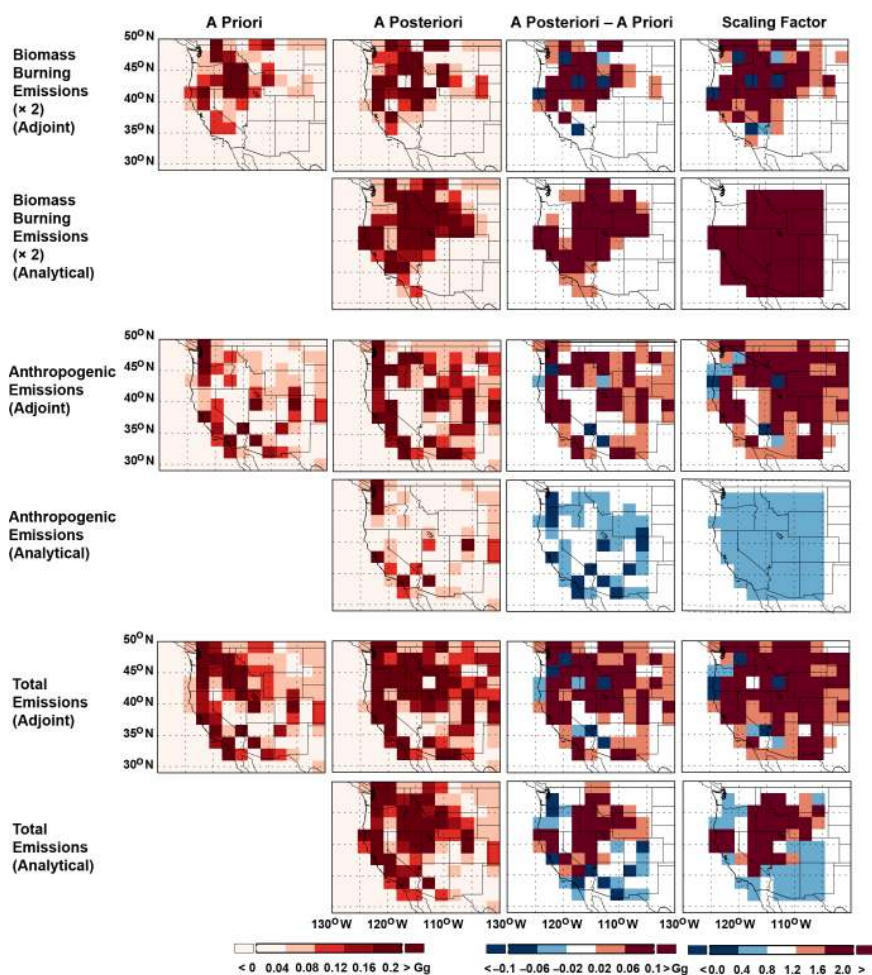 A Priori A Posteriori A Posteriori – A Priori Scaling Factor
Biomass
Burning
Emissions
(× 2)
(Adjoint)
50° N
45° N
40° N
35° N
30° N
Biomass
Burning
Emissions
(× 2)
(Analytical)
Anthropogenic
Emissions
(Adjoint)
50° N
45° N
40° N
35° N
30° N
Anthropogenic
Emissions
(Analytical)
Total
Emissions
(Adjoint)
50° N
45° N
40° N
35° N
30° N
Total
Emissions
(Analytical)
130°W 120°W 110°W 130°W 120°W 110°W 120°W 110°W
< 0 0.04 0.08 0.12 0.16 0.2 > Gg
<–0.1 –0.06 –0.02 0.02 0.06 0.1 >Gg
<0.0 0.4 0.8 1.2 1.6 2.0 >